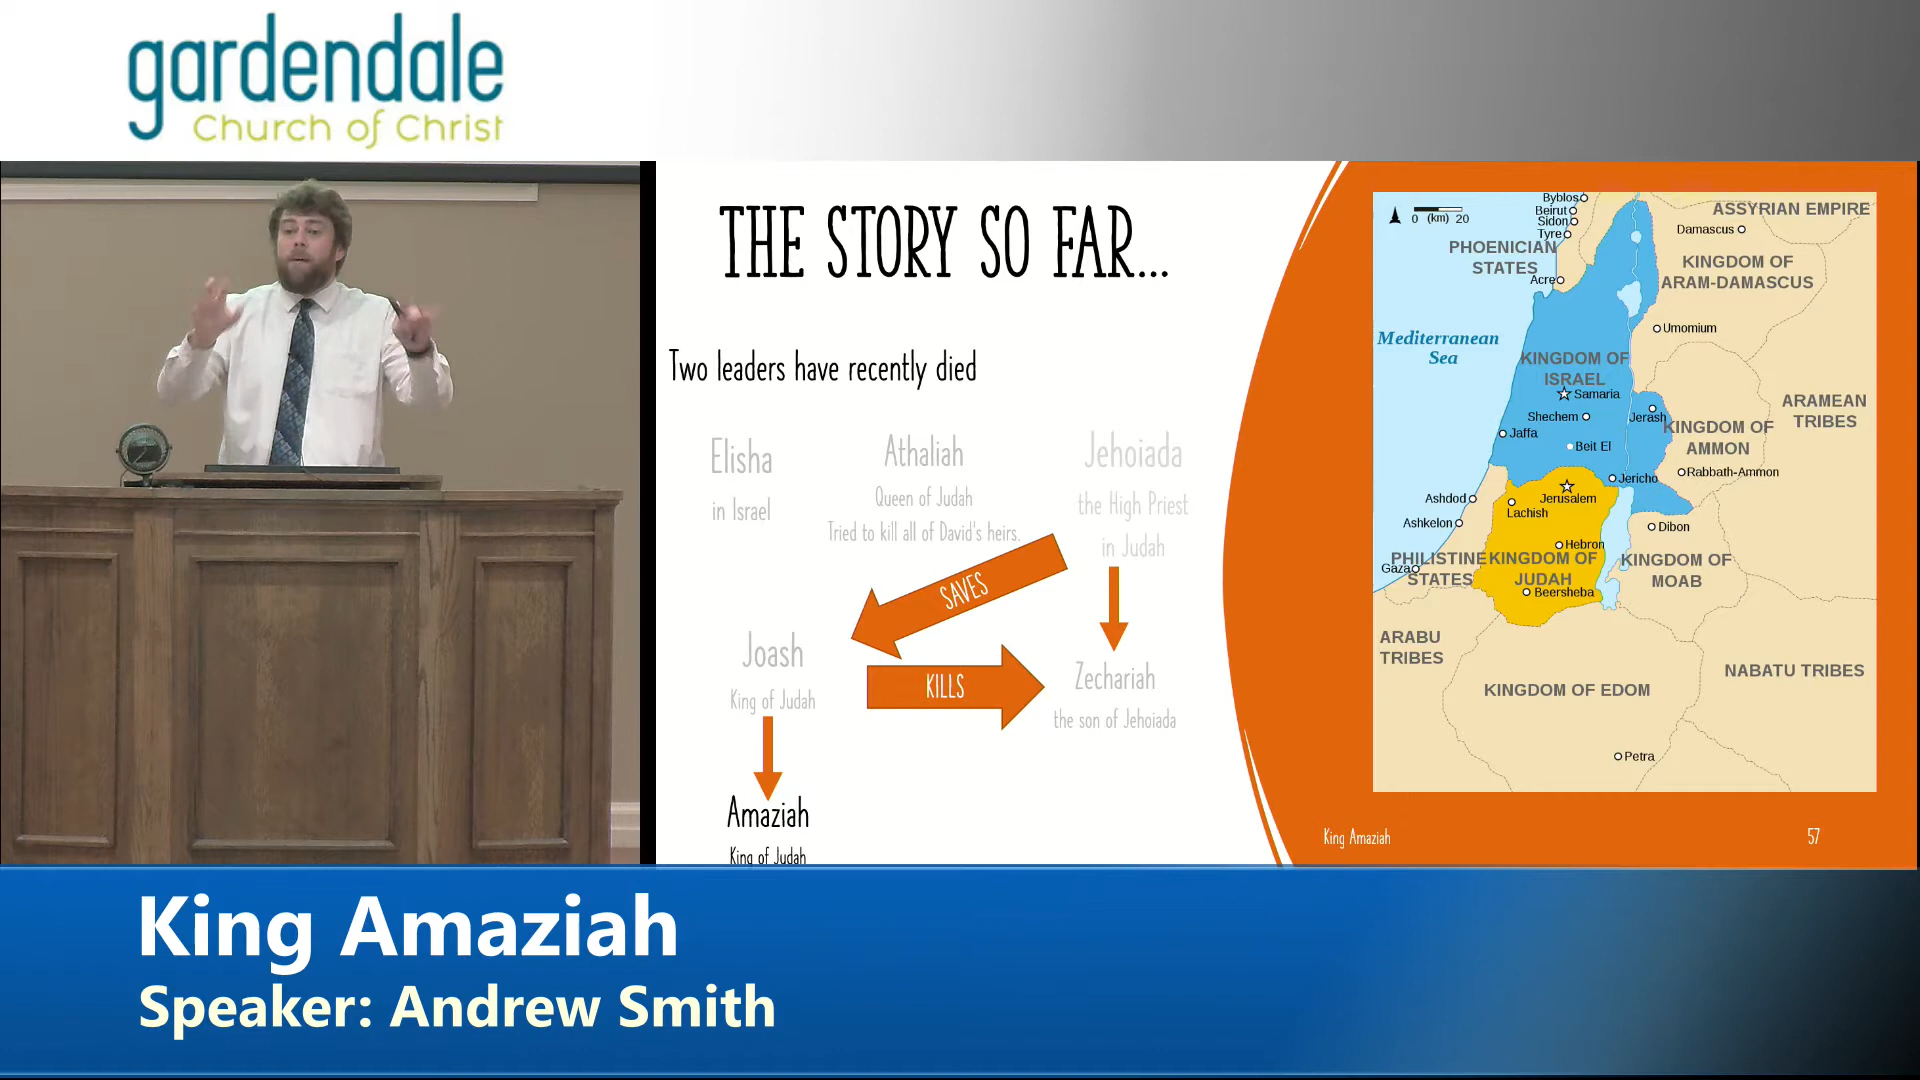 gardendale
Church of Christ
THE STORY SO FAR...
Two leaders have recently died
Elisha
in Israel
Athaliah
Queen of Judah
Tried to kill all of David's heirs.
Jehoiada
the High Priest
in Judah
SAVES
Joash
King of Judah
KILLS
Zechariah
the son of Jehoiada
Amaziah
King of Judah
0 (km) 20
Byblos
Beirut
Sidon
Tyre
PHOENICIAN
STATES
Acre
ASSYRIAN EMPIRE
Damascus
KINGDOM OF
ARAM-DAMASCUS
Umomium
Mediterranean
Sea
KINGDOM OF
ISRAEL
Samaria
Shechem
Jaffa
Beit El
Jerash
KINGDOM OF
AMMON
ARAMEAN
TRIBES
Rabbath-Ammon
Jericho
Jerusalem
Ashdod
Lachish
Ashkelon
Dibon
Hebron
PHILISTINE
STATES
Gaza
KINGDOM OF
JUDAH
Beersheba
KINGDOM OF
MOAB
ARABU
TRIBES
NABATU TRIBES
KINGDOM OF EDOM
Petra
King Amaziah
57
King Amaziah
Speaker: Andrew Smith